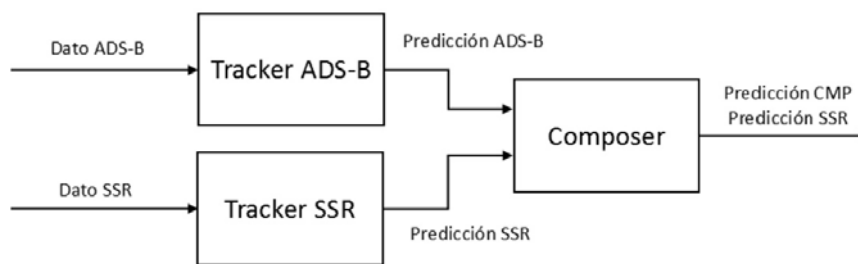 Dato ADS-B
Tracker ADS-B
Predicción ADS-B
Composer
Predicción CMP
Predicción SSR
Dato SSR
Tracker SSR
Predicción SSR